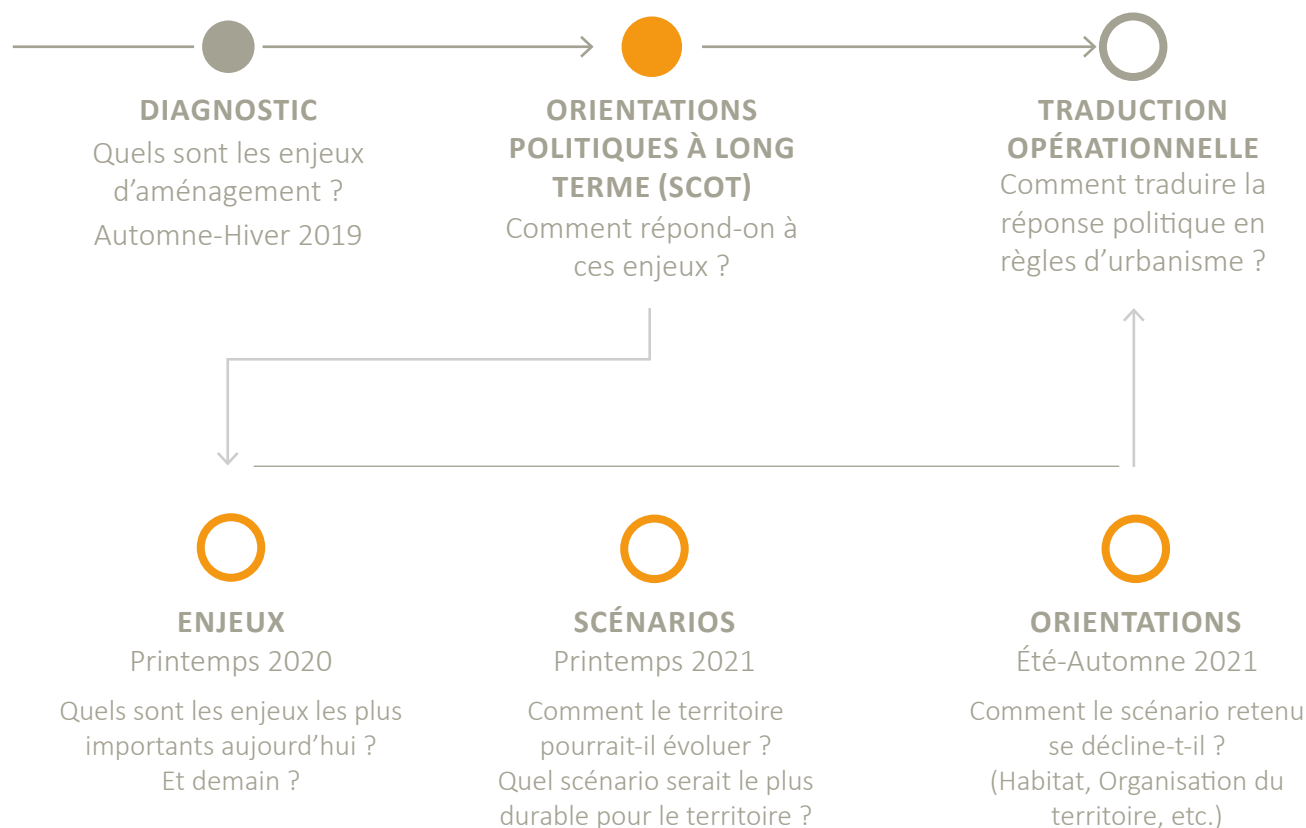 DIAGNOSTIC
Quels sont les enjeux
d’aménagement ?
Automne-Hiver 2019
ORIENTATIONS
POLITIQUES À LONG
TERME (SCOT)
Comment répond-on à
ces enjeux ?
TRADUCTION
OPÉRATIONNELLE
Comment traduire la
réponse politique en
règles d’urbanisme ?
ENJEUX
Printemps 2020
Quels sont les enjeux les plus
importants aujourd’hui ?
Et demain ?
SCÉNARIOS
Printemps 2021
Comment le territoire
pourrait-il évoluer ?
Quel scénario serait le plus
durable pour le territoire ?
ORIENTATIONS
Été-Automne 2021
Comment le scénario retenu
se décline-t-il ?
(Habitat, Organisation du
territoire, etc.)